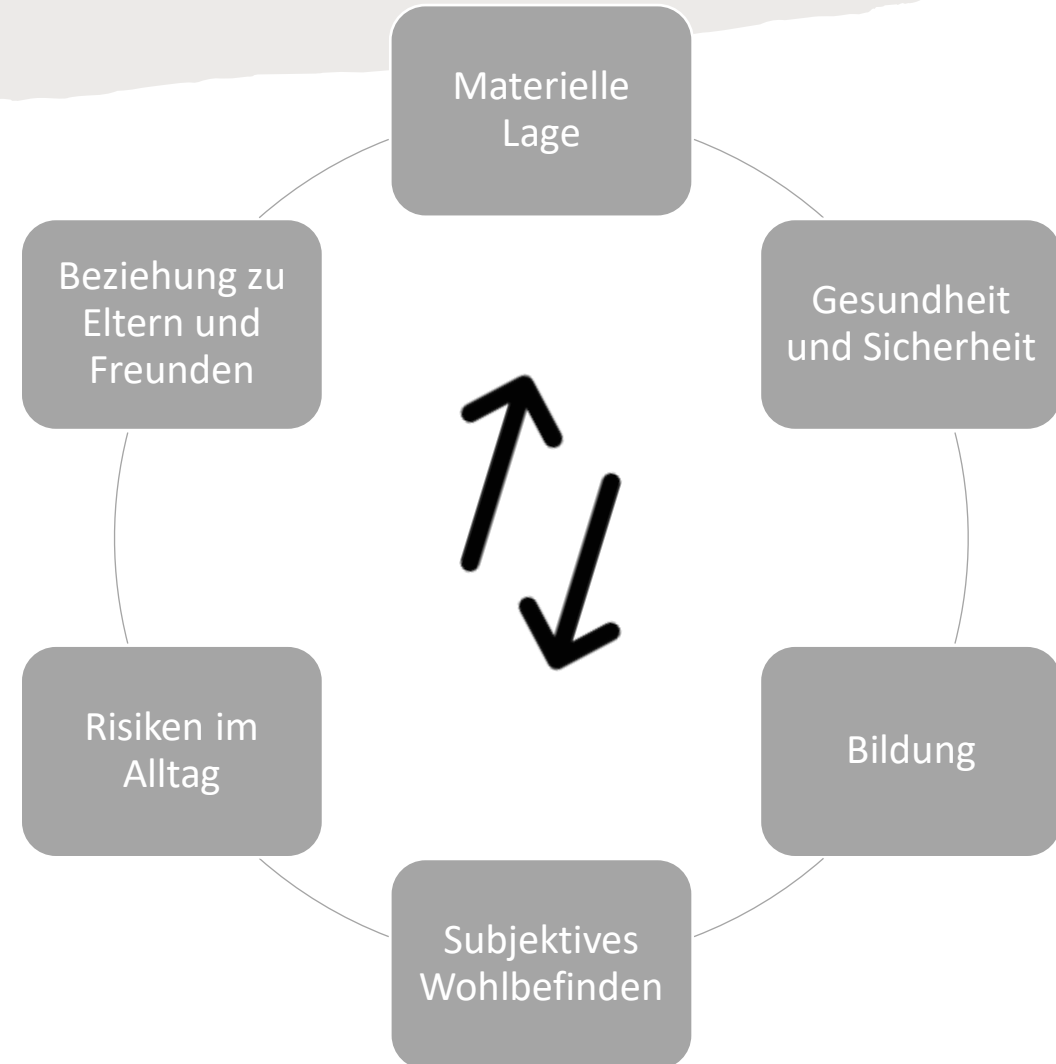 Materielle
Lage
Gesundheit
und Sicherheit
Bildung
Subjektives
Wohlbefinden
Risiken im
Alltag
Beziehung zu
Eltern und
Freunden